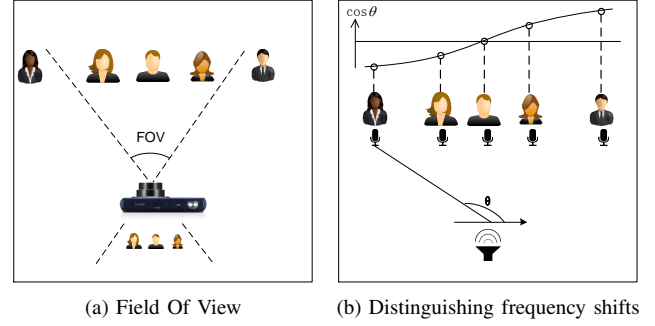 cosθ
FOV
θ
(a) Field Of View
(b) Distinguishing frequency shifts